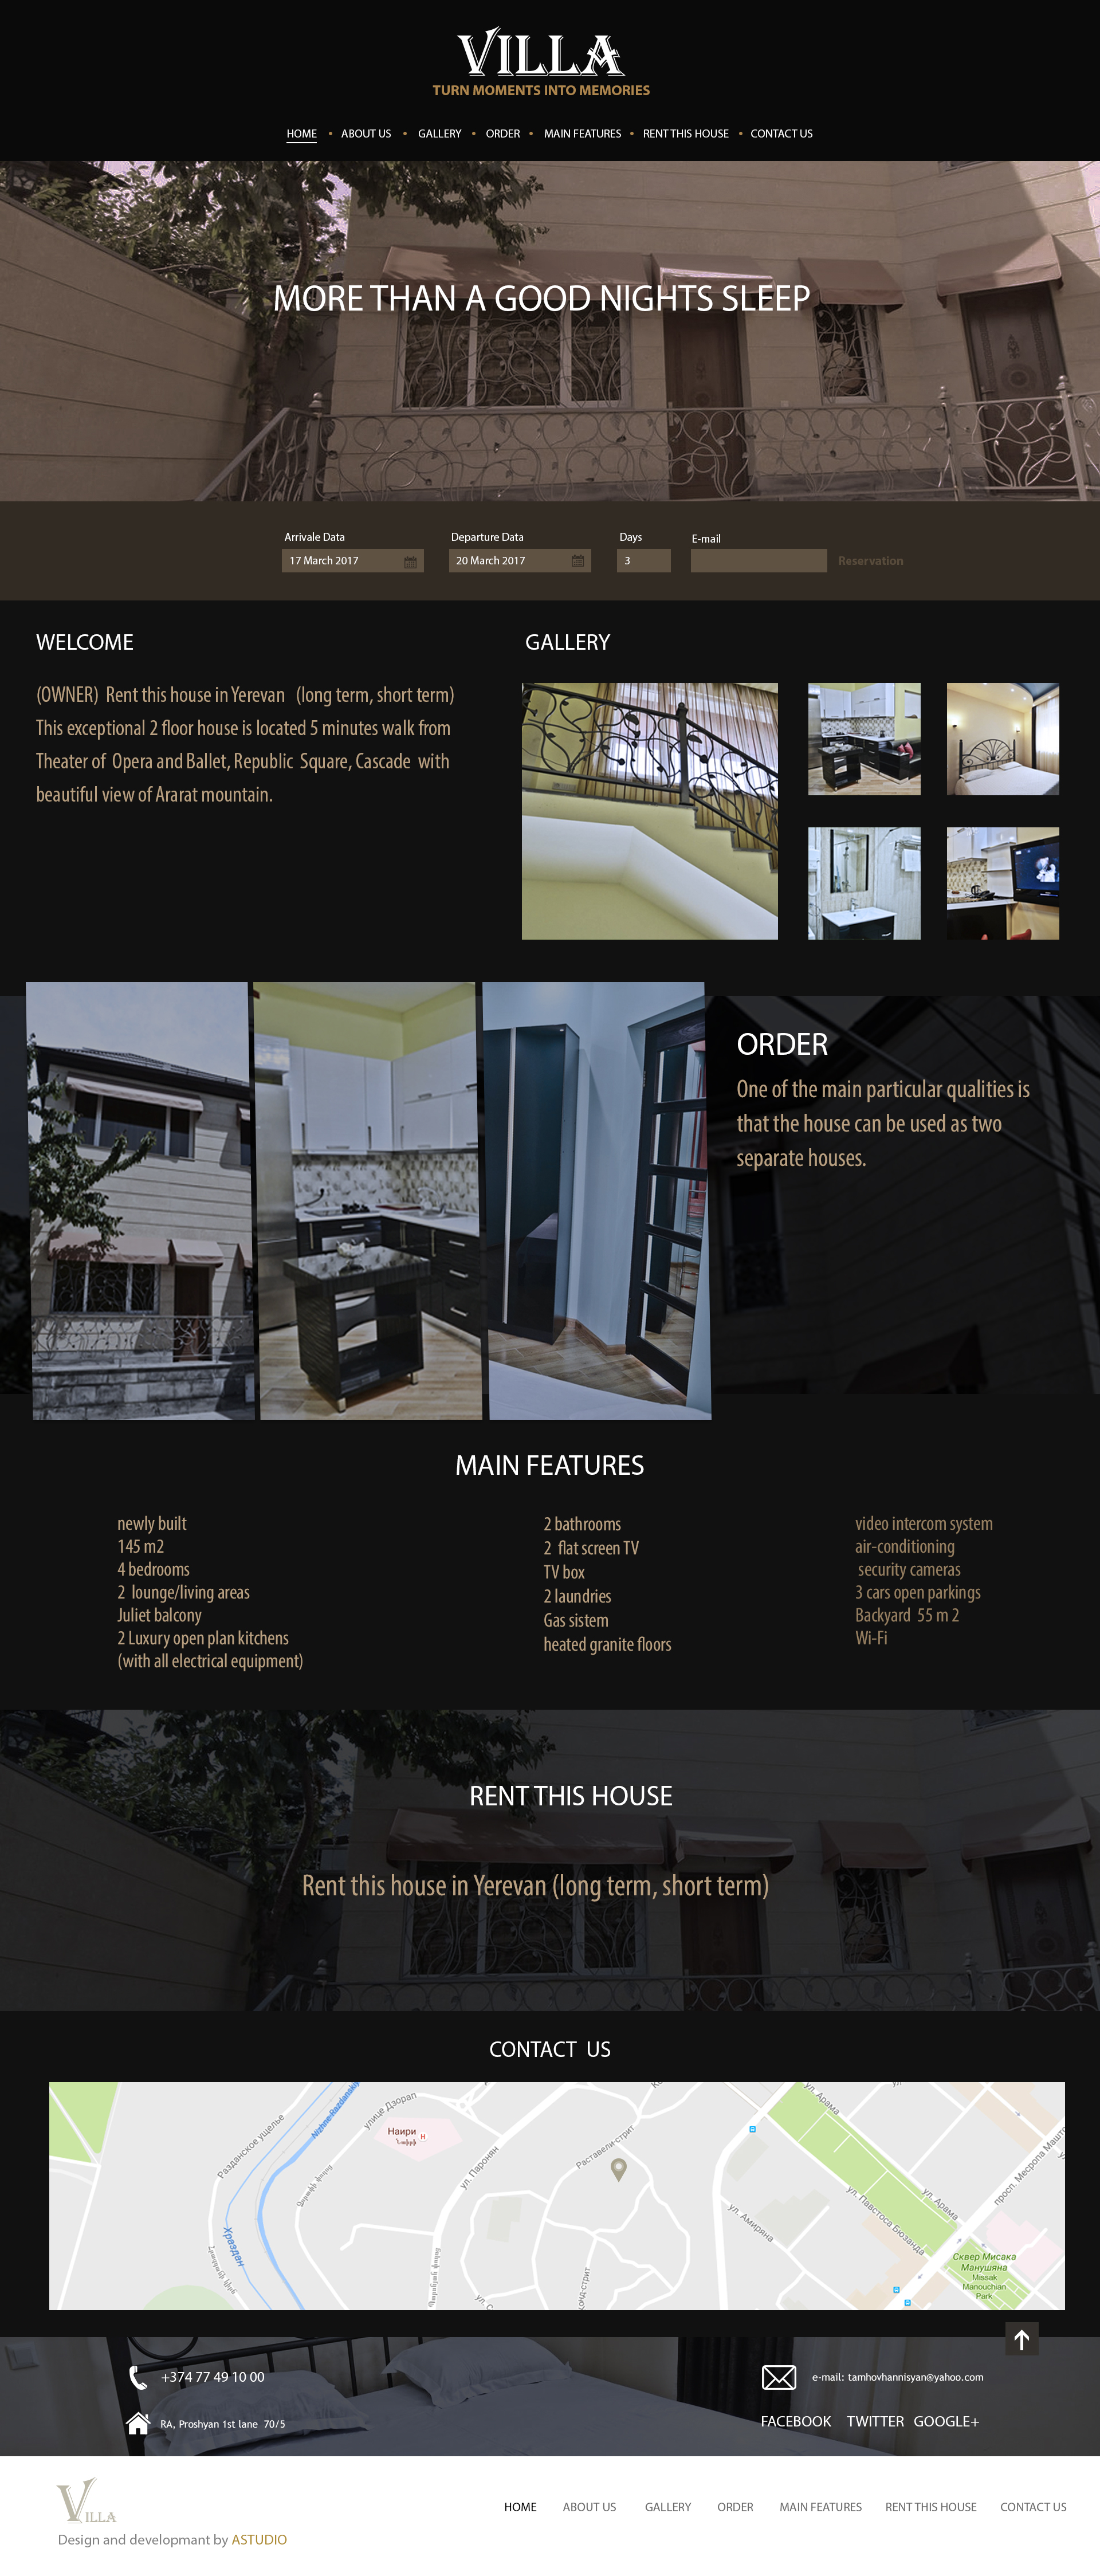 VILLA
TURN MOMENTS INTO MEMORIES
HOME • ABOUT US • GALLERY • ORDER • MAIN FEATURES • RENT THIS HOUSE • CONTACT US
MORE THAN A GOOD NIGHTS SLEEP
Arrivale Data
17 March 2017
Departure Data
20 March 2017
Days
3
E-mail
Reservation
WELCOME
(OWNER) Rent this house in Yerevan (long term, short term)
This exceptional 2 floor house is located 5 minutes walk from
Theater of Opera and Ballet, Republic Square, Cascade with
beautiful view of Ararat mountain.
GALLERY
ORDER
One of the main particular qualities is
that the house can be used as two
separate houses.
MAIN FEATURES
newly built
145 m2
4 bedrooms
2 lounge/living areas
Juliet balcony
2 Luxury open plan kitchens
(with all electrical equipment)
2 bathrooms
2 flat screen TV
TV box
2 laundries
Gas sistem
heated granite floors
video intercom system
air-conditioning
security cameras
3 cars open parkings
Backyard 55 m 2
Wi-Fi
RENT THIS HOUSE
Rent this house in Yerevan (long term, short term)
CONTACT US
Разданское ущелье
Nizhne Razdanskiy
улице Дзорап
Наири
H
ул. Паронян
Раставели-стрит
ул. Арама
ул. Амиряна
ул. Павстоса Бюзанда
ул. Арама
просп. Месропа Машто
Храздан
Сквер Мисака
Манушяна
Missak
Manouchian
Park
+374 77 49 10 00
RA, Proshyan 1st lane 70/5
e-mail: tamhovhannisyan@yahoo.com
FACEBOOK TWITTER GOOGLE+
VILLA
Design and developmant by ASTUDIO
HOME ABOUT US GALLERY ORDER MAIN FEATURES RENT THIS HOUSE CONTACT US